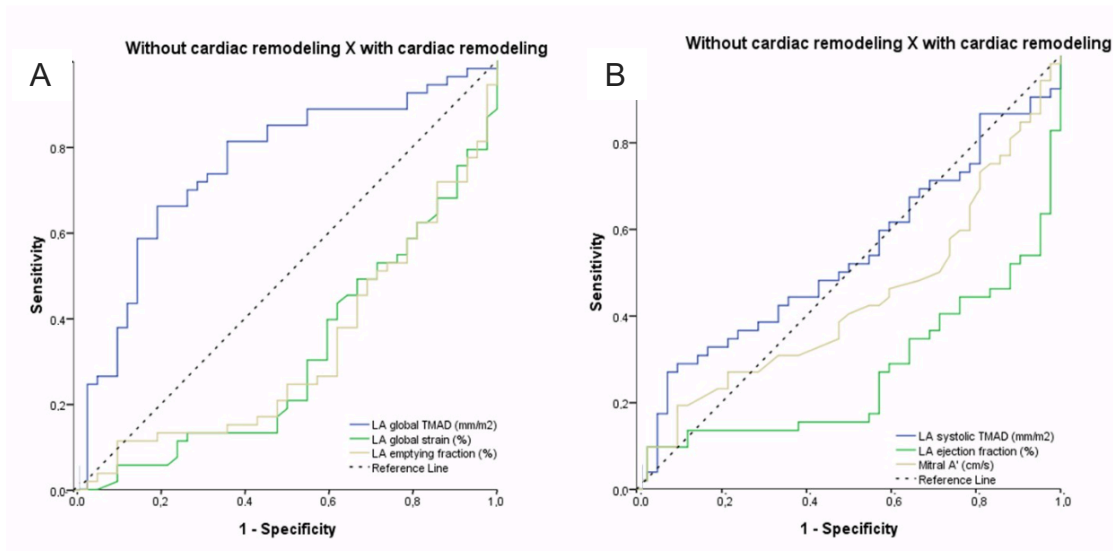 A
Without cardiac remodeling X with cardiac remodeling
Sensitivity
0.8
0.6
0.4
0.2
0.0
0
0,2
0,4
0,6
0,8
1,0
1 - Specificity
LA global TMAD (mm/m2)
LA global strain (%)
LA emptying fraction (%)
Reference Line
B
Without cardiac remodeling X with cardiac remodeling
Sensitivity
0.8
0.6
0.4
0.2
0.0
0.0
0,2
0,4
0,6
0,8
1,0
1 - Specificity
LA systolic TMAD (mm/m2)
LA ejection fraction (%)
Mitral A' (cm/s)
Reference Line